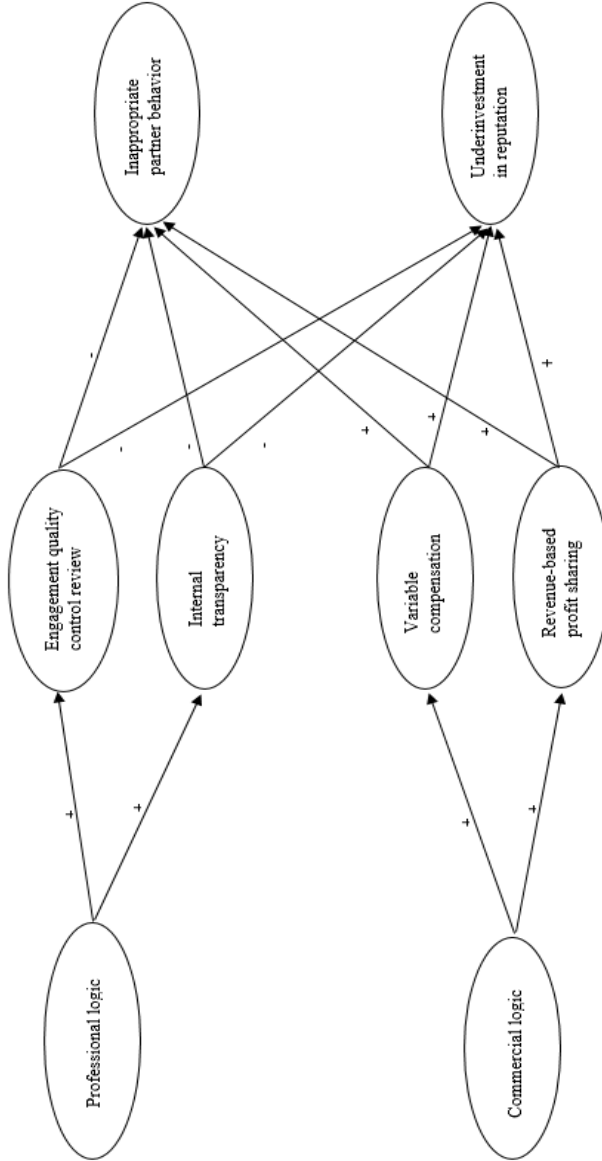 Professional logic
Commercial logic
+
+
+
+
Engagement quality
control review
Internal
transparency
Variable
compensation
Revenue-based
profit sharing
-
-
-
-
+
+
+
+
Inappropriate
partner behavior
Underinvestment
in reputation